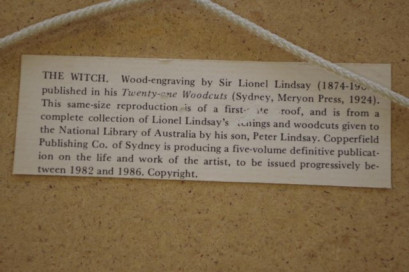 THE WITCH. Wood-engraving by Sir Lionel Lindsay (1874-19
published in his Twenty-one Woodcuts (Sydney, Meryon Press, 1924).
This same-size reproduction is of a first- te roof, and is from a
complete collection of Lionel Lindsay's hings and woodcuts given to
the National Library of Australia by his son, Peter Lindsay. Copperfield
Publishing Co. of Sydney is producing a five-volume definitive publicat-
ion on the life and work of the artist, to be issued progressively be-
tween 1982 and 1986. Copyright.